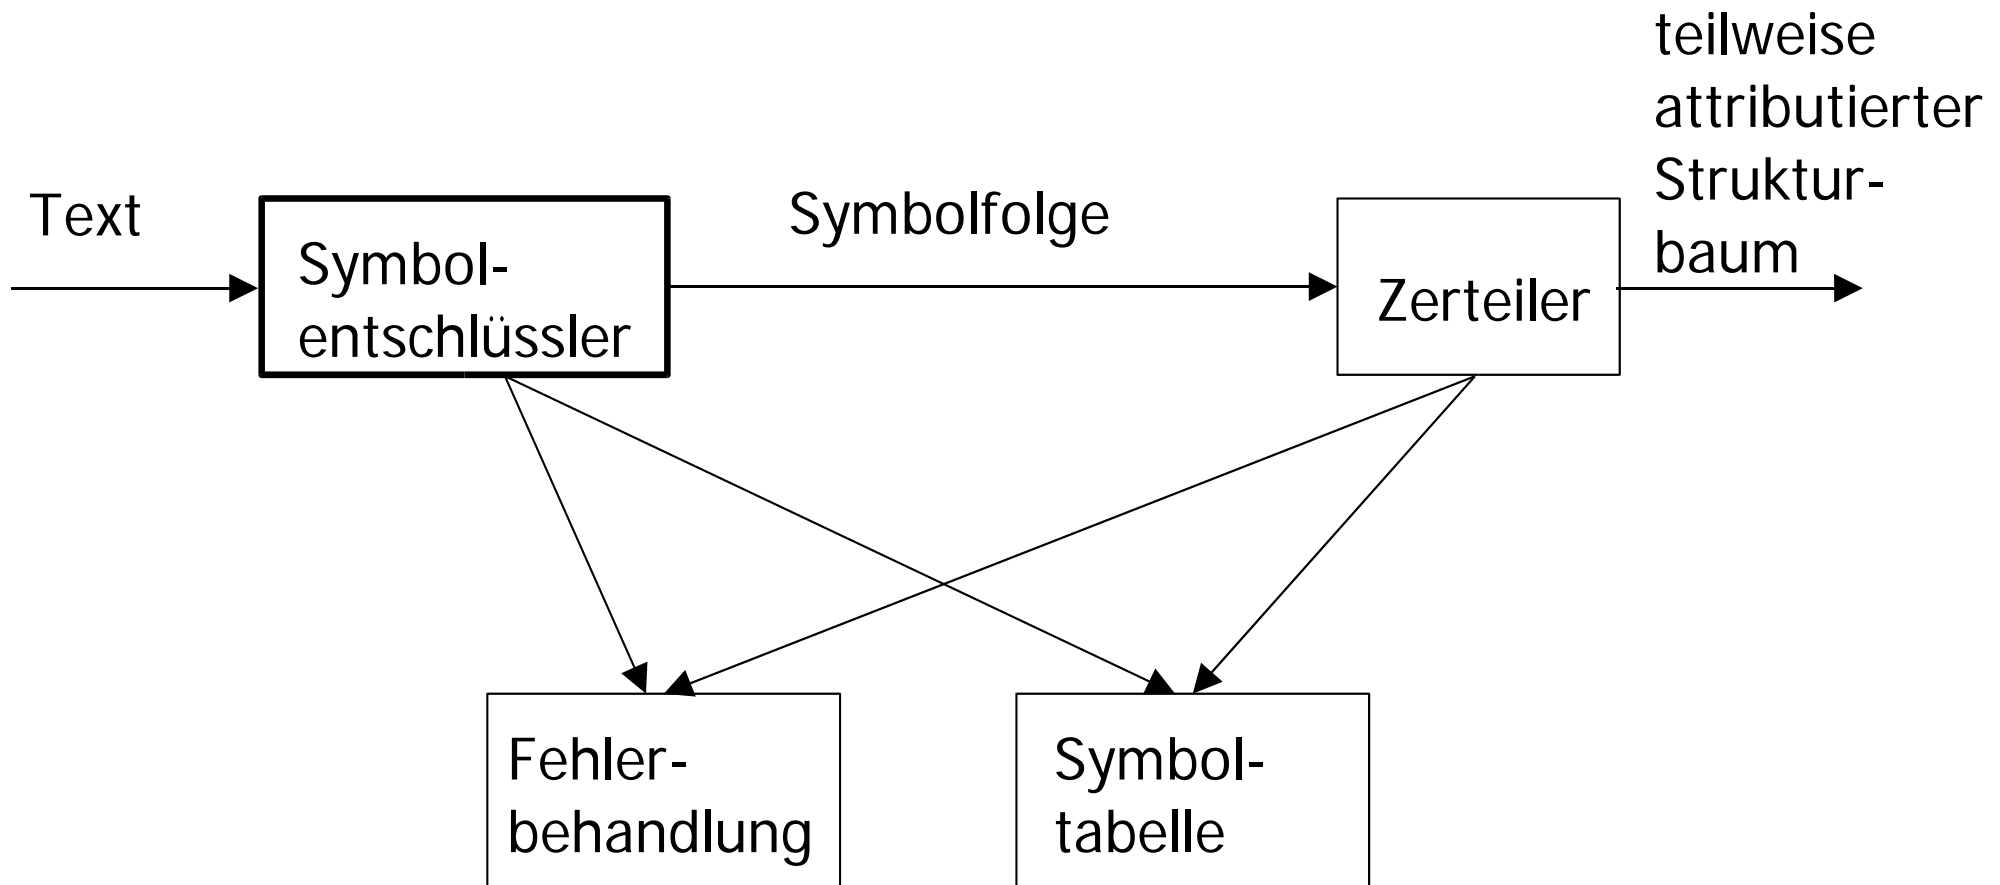 Text
Symbol-
entschlüssler
Symbolfolge
Zerteiler
teilweise
attributierter
Struktur-
baum
Fehler-
behandlung
Symbol-
tabelle